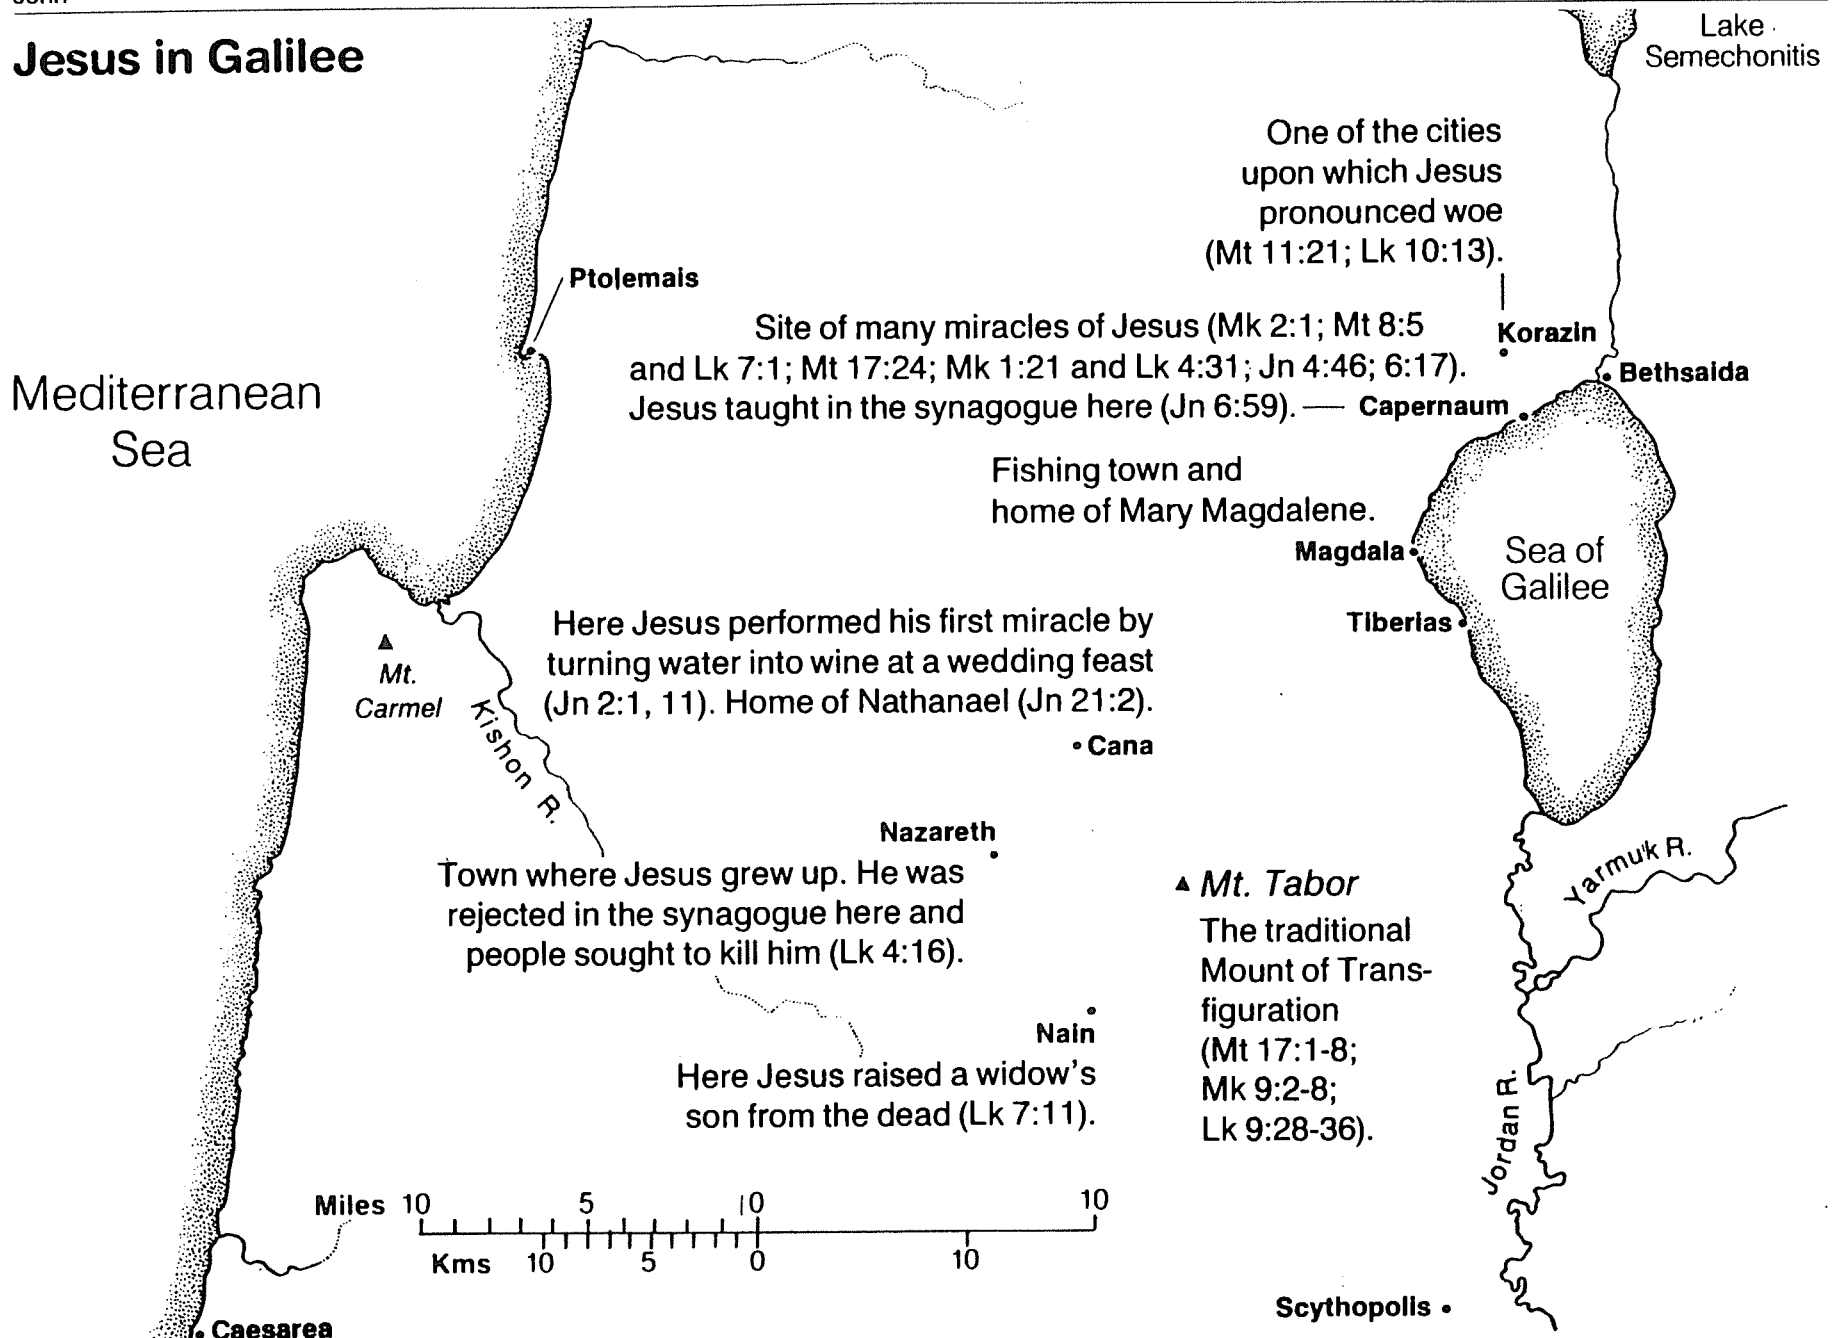 Jesus in Galilee
Lake
Semechonitis
One of the cities
upon which Jesus
pronounced woe
(Mt 11:21; Lk 10:13).
Ptolemais
Korazin
Site of many miracles of Jesus (Mk 2:1; Mt 8:5
and Lk 7:1; Mt 17:24; Mk 1:21 and Lk 4:31; Jn 4:46; 6:17).
Jesus taught in the synagogue here (Jn 6:59). — Capernaum
Bethsaida
Mediterranean
Sea
Fishing town and
home of Mary Magdalene.
Magdala
Sea of
Galilee
Tiberias
Here Jesus performed his first miracle by
turning water into wine at a wedding feast
(Jn 2:1, 11). Home of Nathanael (Jn 21:2).
Cana
Mt.
Carmel
Kishon R.
Nazareth
Town where Jesus grew up. He was
rejected in the synagogue here and
people sought to kill him (Lk 4:16).
Yarmuk R.
Mt. Tabor
The traditional
Mount of Trans-
figuration
(Mt 17:1-8;
Mk 9:2-8;
Lk 9:28-36).
Nain
Here Jesus raised a widow's
son from the dead (Lk 7:11).
Jordan R.
Miles 10 5 0 10
Kms 10 5 0 10
Scythopolis
Caesarea